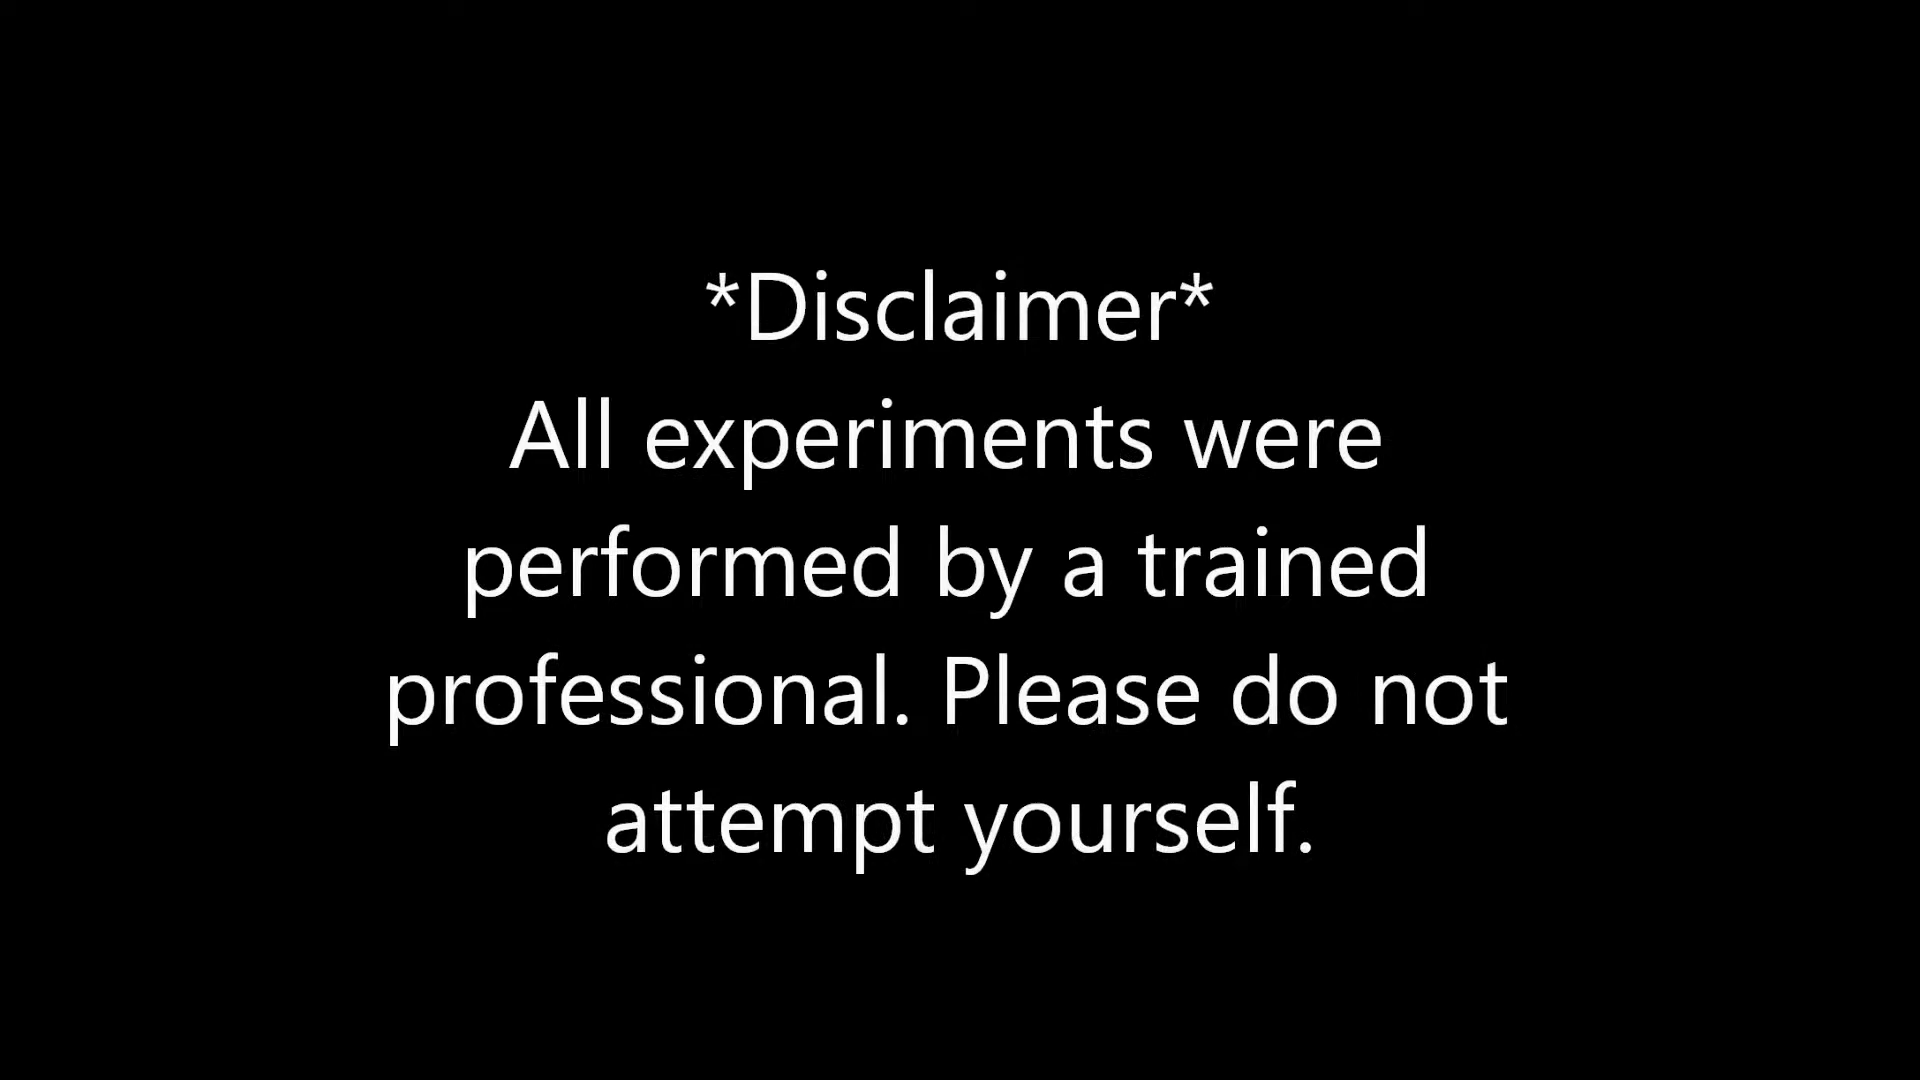 *Disclaimer*
All experiments were
performed by a trained
professional. Please do not
attempt yourself.